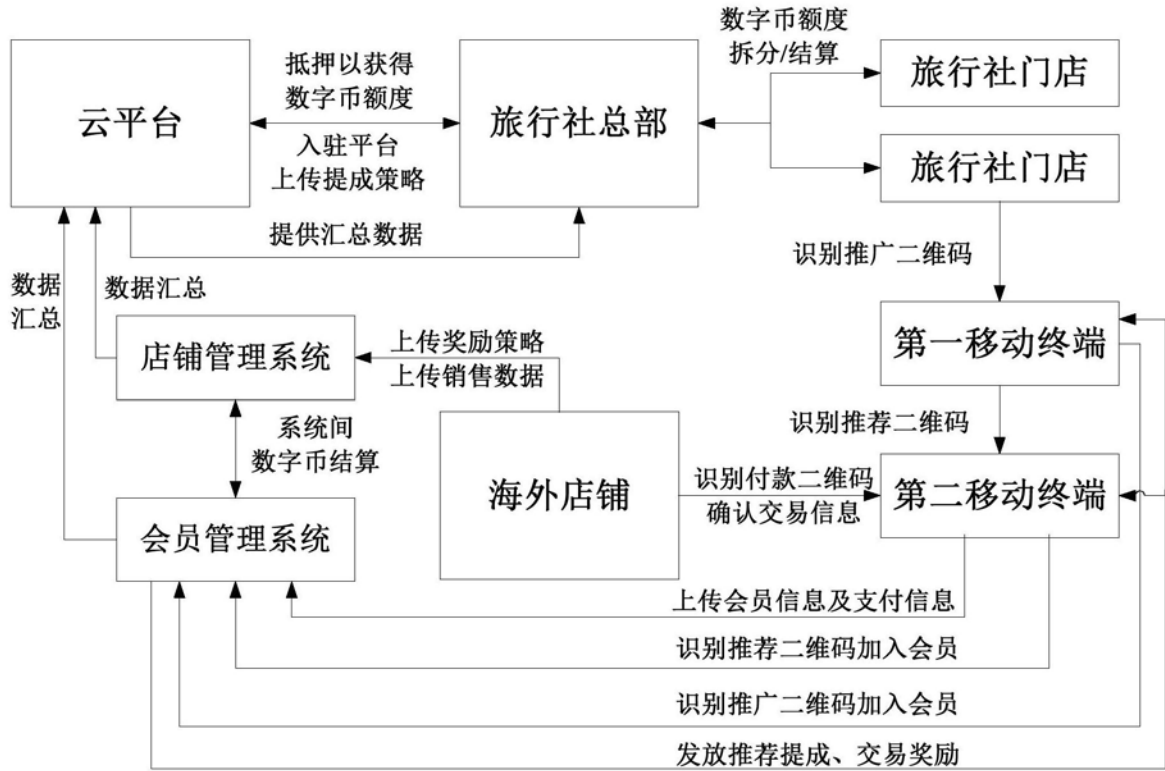 数字币额度
拆分/结算
云平台
抵押以获得
数字币额度
入驻平台
上传提成策略
旅行社总部
旅行社门店
旅行社门店
提供汇总数据
识别推广二维码
数据
汇总
数据汇总
店铺管理系统
上传奖励策略
上传销售数据
第一移动终端
识别推荐二维码
系统间
数字币结算
海外店铺
识别付款二维码
确认交易信息
第二移动终端
会员管理系统
上传会员信息及支付信息
识别推荐二维码加入会员
识别推广二维码加入会员
发放推荐提成、交易奖励